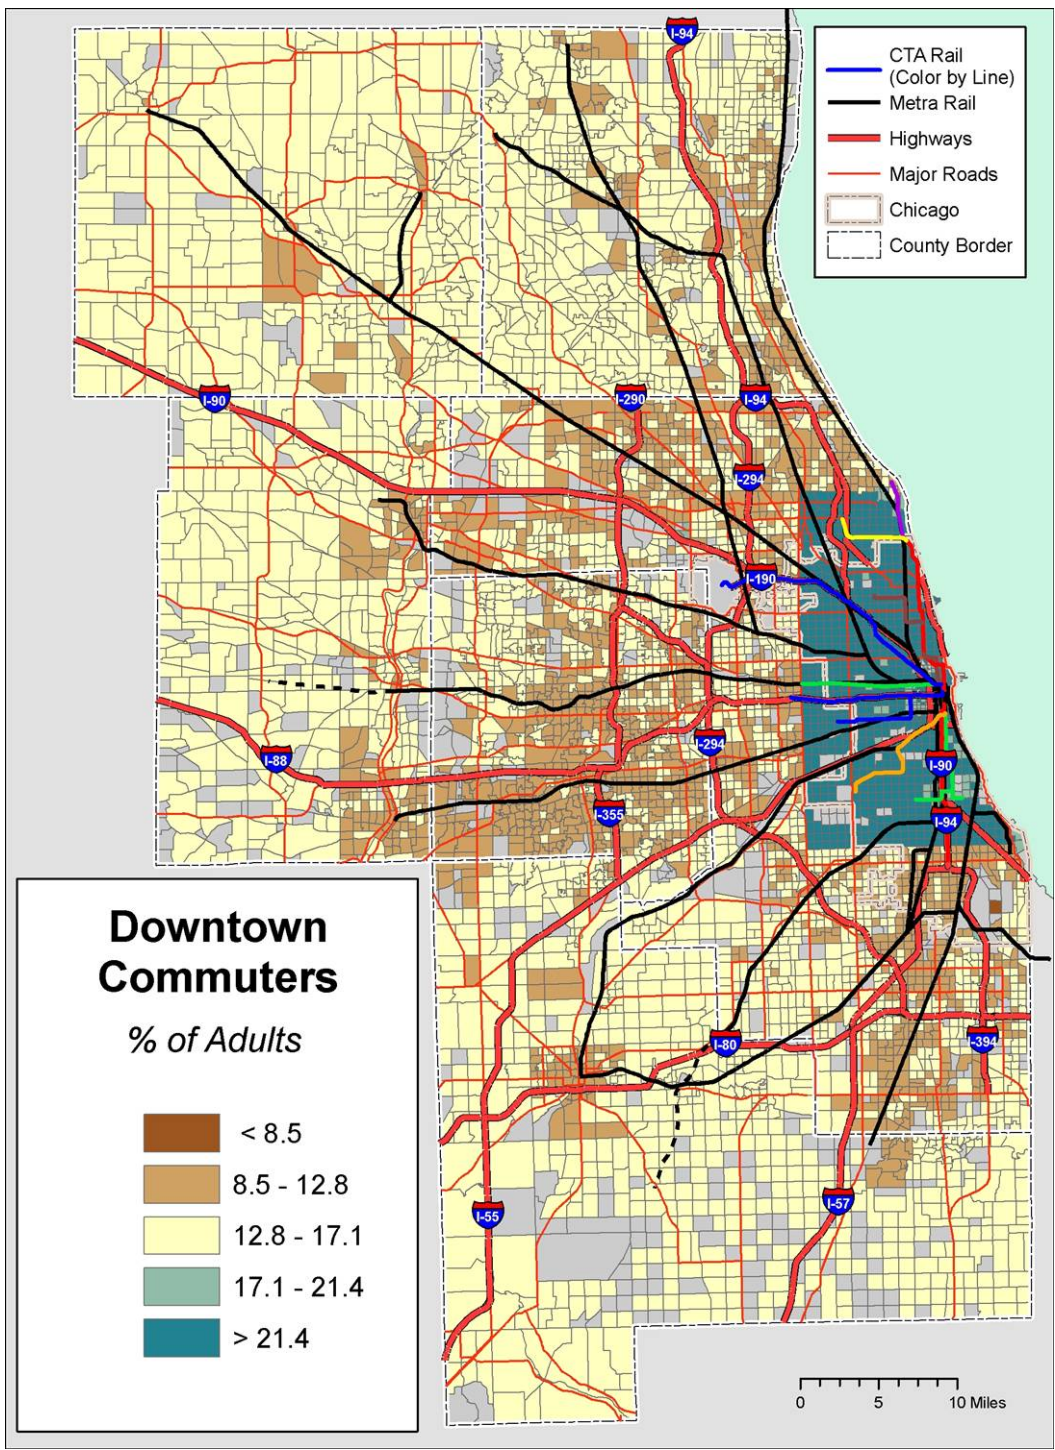 I-94
CTA Rail
(Color by Line)
Metra Rail
Highways
Major Roads
Chicago
County Border
I-90
I-290
I-94
I-294
I-190
I-88
I-294
I-90
I-355
I-94
Downtown
Commuters
% of Adults
< 8.5
8.5 - 12.8
12.8 - 17.1
17.1 - 21.4
> 21.4
I-80
I-394
I-55
I-57
0 5 10 Miles